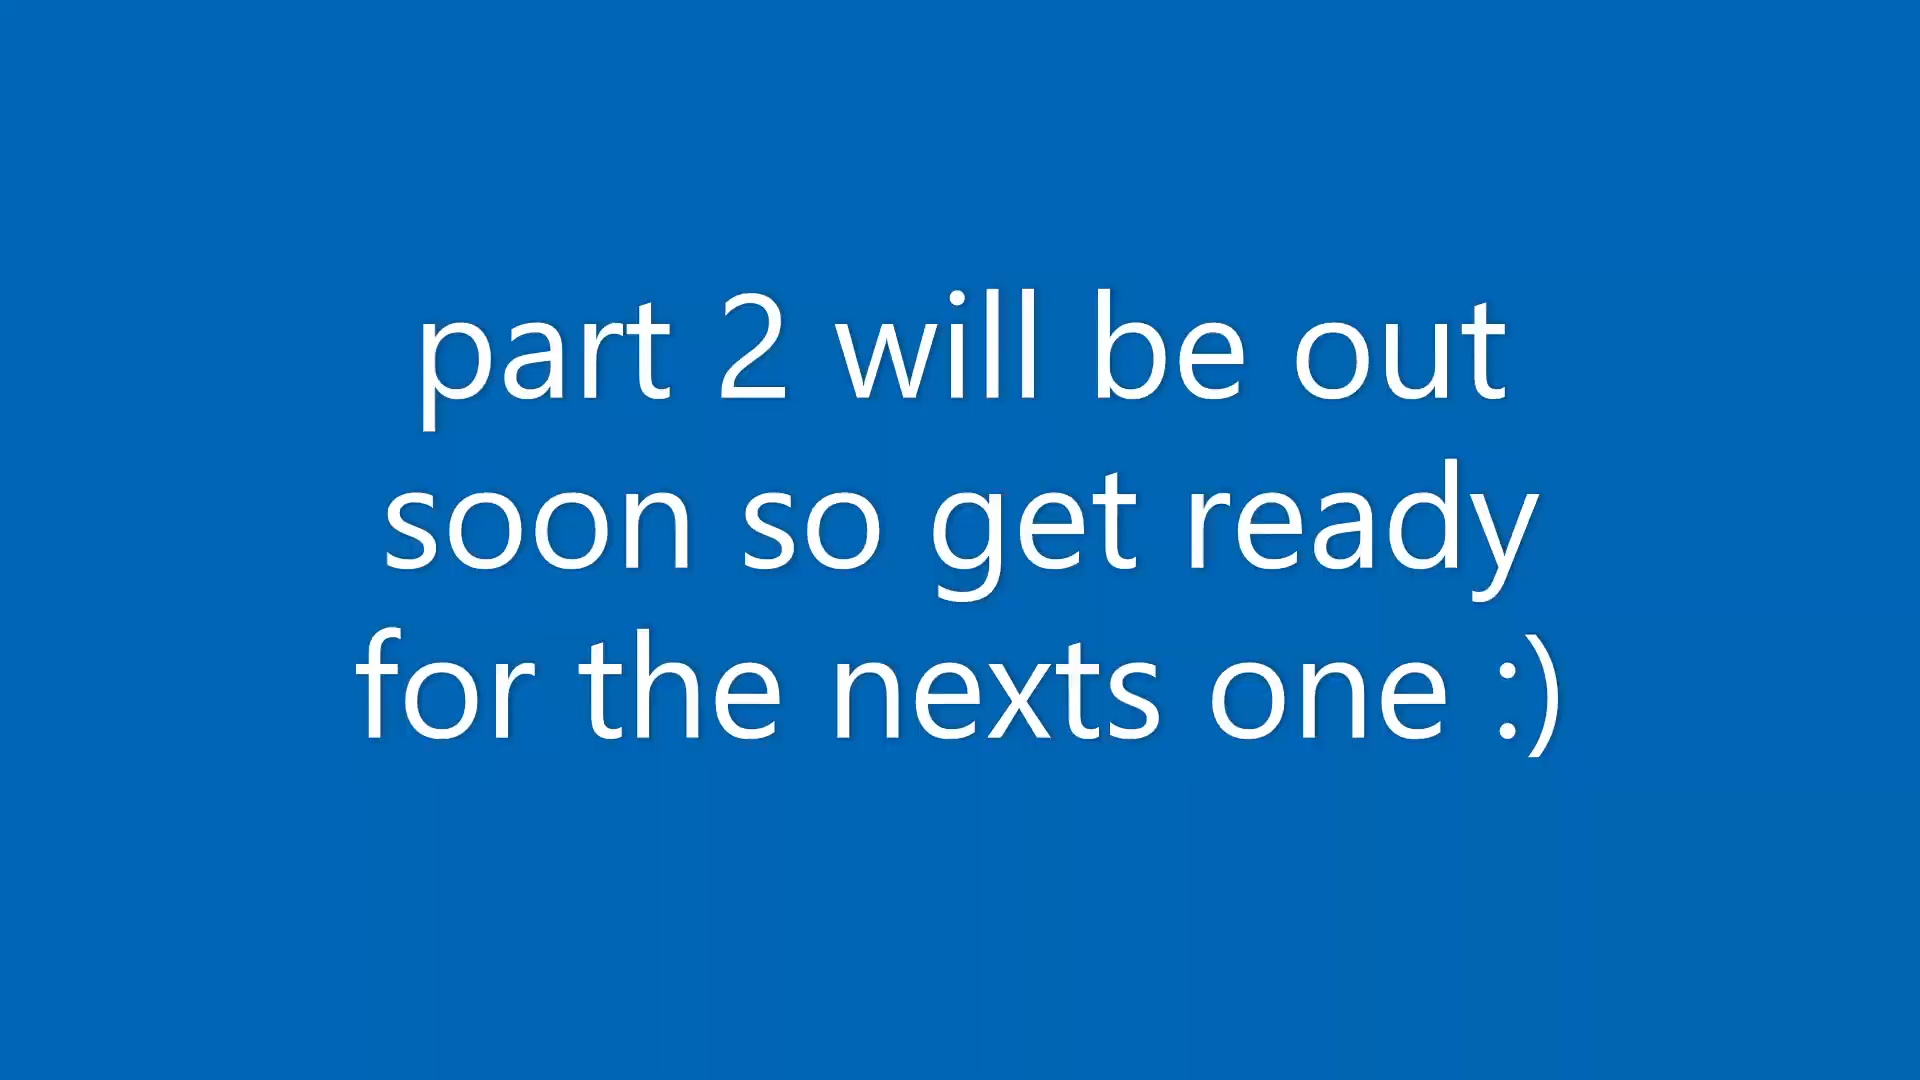 part 2 will be out
soon so get ready
for the nexts one :)